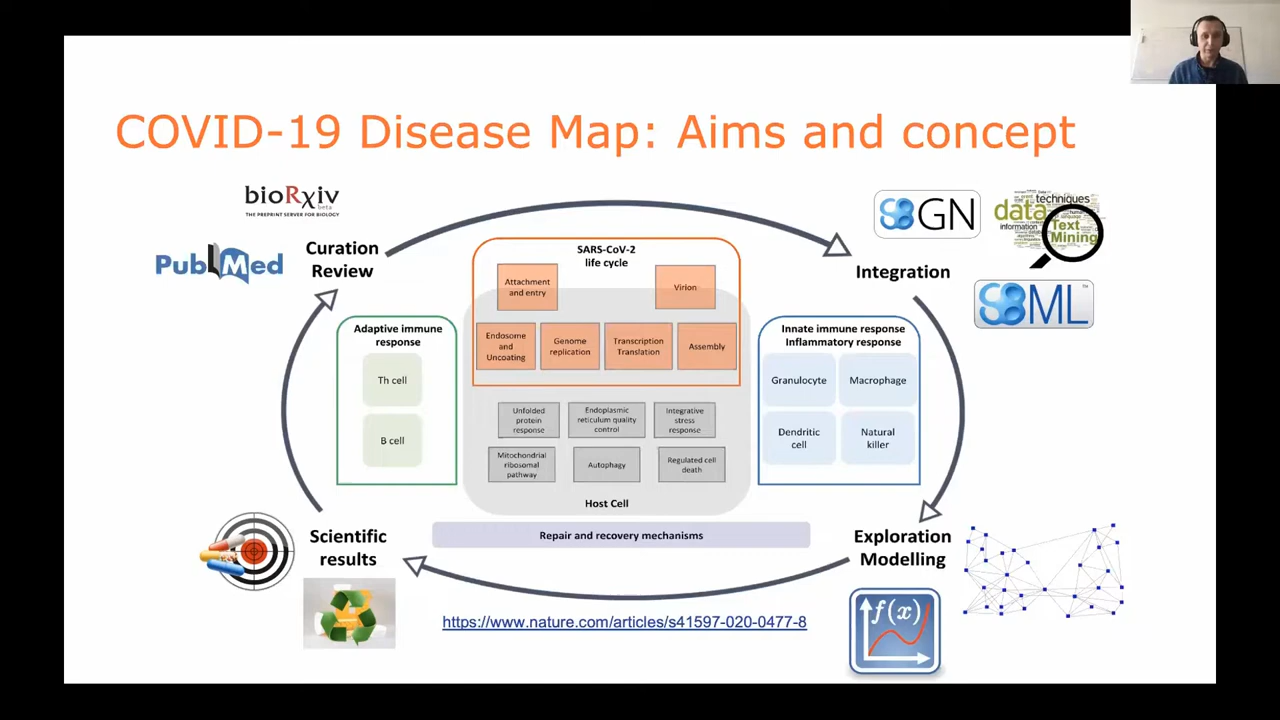 COVID-19 Disease Map: Aims and concept
bioRxiv
beta
THE PREPRINT SERVER FOR BIOLOGY
PubMed
Curation
Review
SBGN
data
techniques
information
Text
Mining
Integration
SBML
SARS-CoV-2
life cycle
Attachment
and entry
Virion
Endosome
and
Uncoating
Genome
replication
Transcription
Translation
Assembly
Adaptive immune
response
Th cell
B cell
Innate immune response
Inflammatory response
Granulocyte
Macrophage
Dendritic
cell
Natural
killer
Unfolded
protein
response
Endoplasmic
reticulum quality
control
Integrative
stress
response
Mitochondrial
ribosomal
pathway
Autophagy
Regulated cell
death
Host Cell
Repair and recovery mechanisms
Scientific
results
Exploration
Modelling
f(x)
https://www.nature.com/articles/s41597-020-0477-8